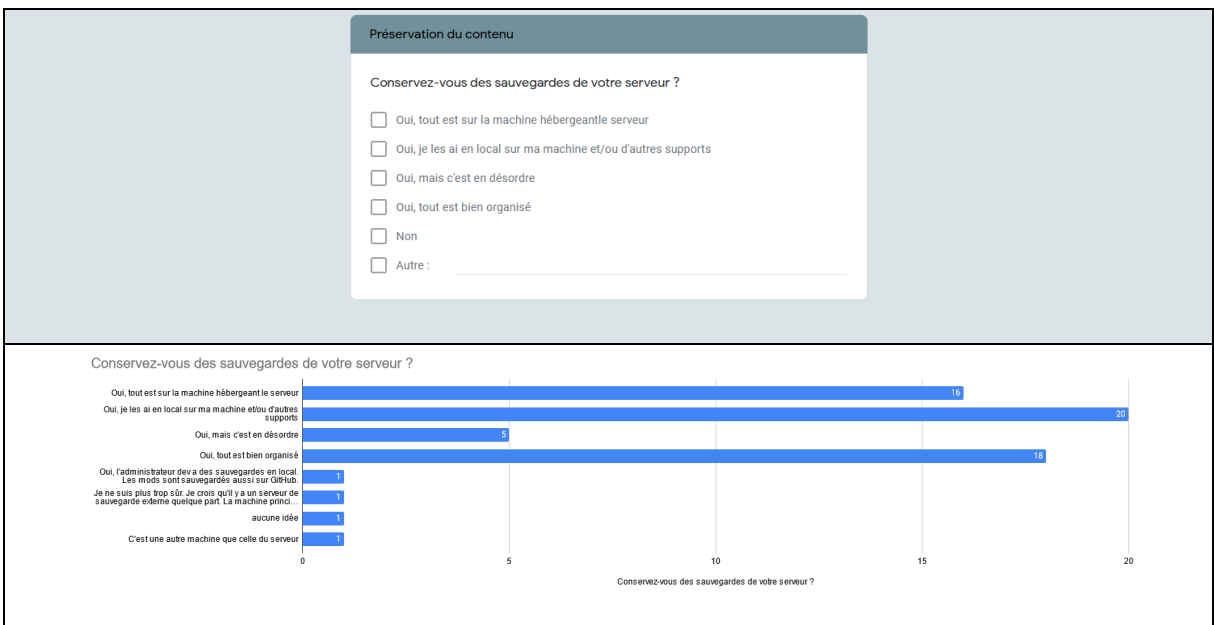 Préservation du contenu
Conservez-vous des sauvegardes de votre serveur ?
Oui, tout est sur la machine hébergeantle serveur
Oui, je les ai en local sur ma machine et/ou d'autres supports
Oui, mais c'est en désordre
Oui, tout est bien organisé
Non
Autre :
Conservez-vous des sauvegardes de votre serveur ?
Oui, tout est sur la machine hébergeant le serveur
16
Oui, je les ai en local sur ma machine et/ou d'autres
supports
20
Oui, mais c'est en désordre
5
Oui, tout est bien organisé
18
Oui, l'administrateur dev a des sauvegardes en local.
Les mods sont sauvegardés aussi sur GitHub.
1
Je ne suis plus trop sûr. Je crois qu'il y a un serveur de
sauvegarde externe quelque part. La machine princi...
1
aucune idée
1
C'est une autre machine que celle du serveur
1
0
5
10
15
20
Conservez-vous des sauvegardes de votre serveur ?